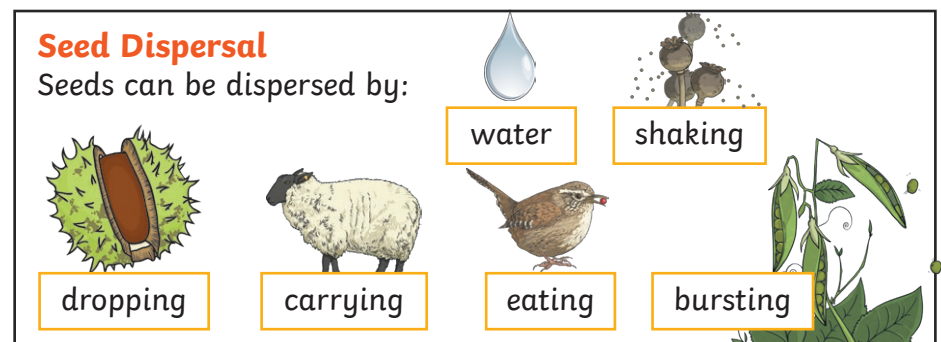 Seed Dispersal
Seeds can be dispersed by:
water
shaking
dropping
carrying
eating
bursting